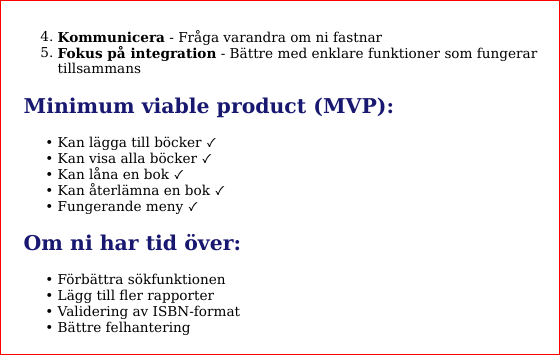 4. Kommunicera - Fråga varandra om ni fastnar
5. Fokus på integration - Bättre med enklare funktioner som fungerar
tillsammans
Minimum viable product (MVP):
• Kan lägga till böcker ✓
• Kan visa alla böcker ✓
• Kan låna en bok ✓
• Kan återlämna en bok ✓
• Fungerande meny ✓
Om ni har tid över:
• Förbättra sökfunktionen
• Lägg till fler rapporter
• Validering av ISBN-format
• Bättre felhantering